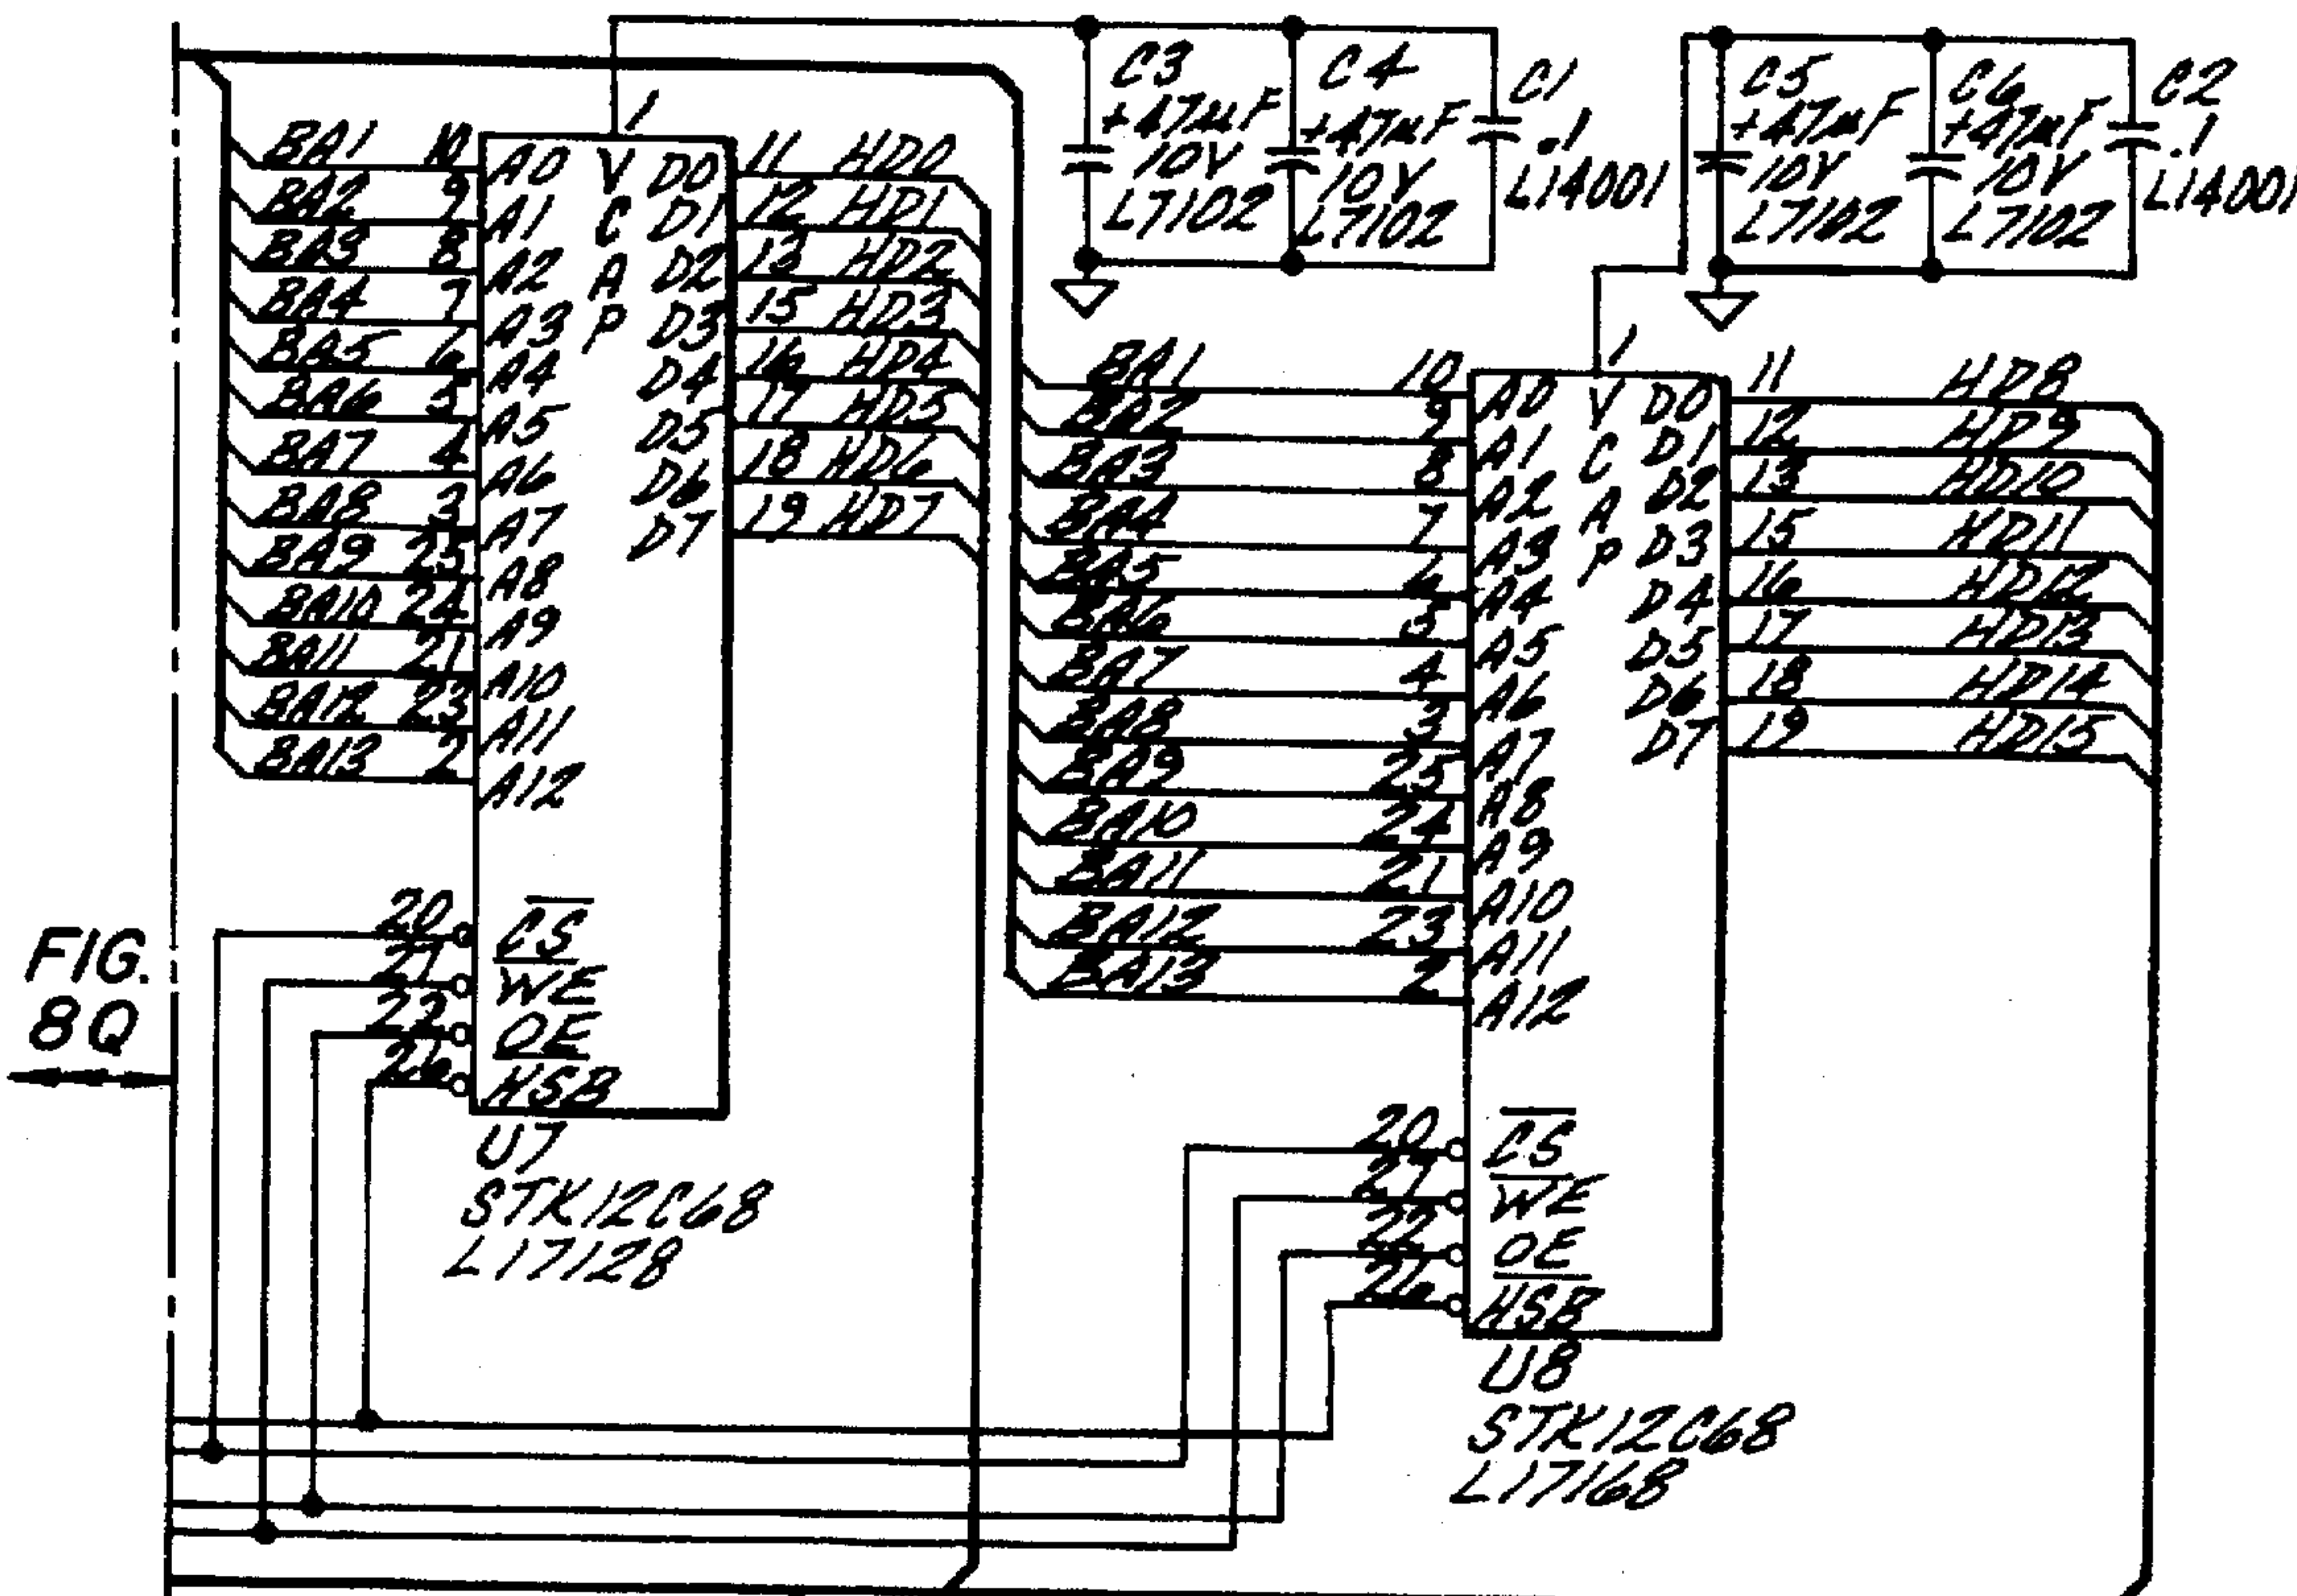 C3
+47µF
10V
L7102
C4
+47µF
10V
L7102
C1
.1
L14001
C5
+47µF
10V
L7102
C6
+47µF
10V
L7102
C2
.1
L14001
1
BA1 10 A0 V D0 11 HD0
BA2 9 A1 C D1 12 HD1
BA3 8 A2 A D2 13 HD2
BA4 7 A3 P D3 15 HD3
BA5 6 A4 D4 16 HD4
BA6 5 A5 D5 17 HD5
BA7 4 A6 D6 18 HD6
BA8 3 A7 D7 19 HD7
BA9 25 A8
BA10 24 A9
BA11 21 A10
BA12 23 A11
BA13 2 A12
20 CS
27 WE
22 OE
26 HSB
U7
STK12C68
L17128
1
BA1 10 A0 V D0 11 HD8
BA2 9 A1 C D1 12 HD9
BA3 8 A2 A D2 13 HD10
BA4 7 A3 P D3 15 HD11
BA5 6 A4 D4 16 HD12
BA6 5 A5 D5 17 HD13
BA7 4 A6 D6 18 HD14
BA8 3 A7 D7 19 HD15
BA9 25 A8
BA10 24 A9
BA11 21 A10
BA12 23 A11
BA13 2 A12
20 CS
27 WE
22 OE
26 HSB
U8
STK12C68
FIG.
8Q